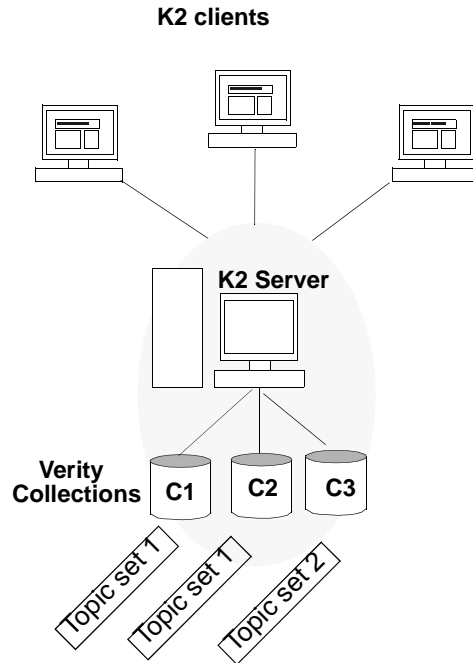 K2 clients
K2 Server
Verity
Collections
C1
C2
C3
Topic set 1
Topic set 1
Topic set 2